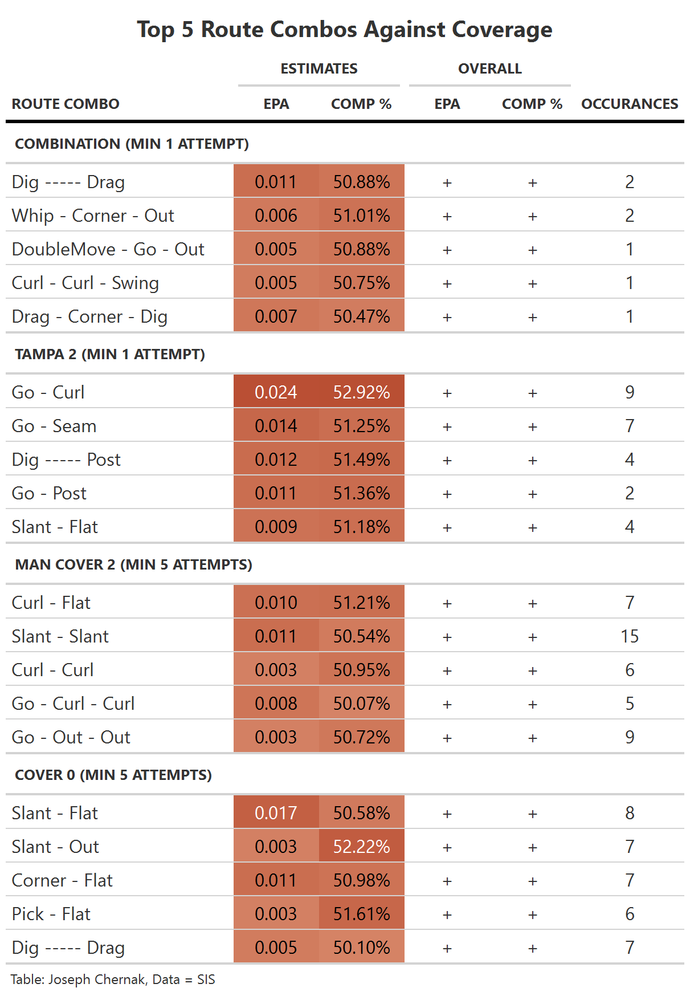 Top 5 Route Combos Against Coverage
ESTIMATES OVERALL
ROUTE COMBO EPA COMP % EPA COMP % OCCURANCES
COMBINATION (MIN 1 ATTEMPT)
Dig ----- Drag 0.011 50.88% + + 2
Whip - Corner - Out 0.006 51.01% + + 2
DoubleMove - Go - Out 0.005 50.88% + + 1
Curl - Curl - Swing 0.005 50.75% + + 1
Drag - Corner - Dig 0.007 50.47% + + 1
TAMPA 2 (MIN 1 ATTEMPT)
Go - Curl 0.024 52.92% + + 9
Go - Seam 0.014 51.25% + + 7
Dig ----- Post 0.012 51.49% + + 4
Go - Post 0.011 51.36% + + 2
Slant - Flat 0.009 51.18% + + 4
MAN COVER 2 (MIN 5 ATTEMPTS)
Curl - Flat 0.010 51.21% + + 7
Slant - Slant 0.011 50.54% + + 15
Curl - Curl 0.003 50.95% + + 6
Go - Curl - Curl 0.008 50.07% + + 5
Go - Out - Out 0.003 50.72% + + 9
COVER 0 (MIN 5 ATTEMPTS)
Slant - Flat 0.017 50.58% + + 8
Slant - Out 0.003 52.22% + + 7
Corner - Flat 0.011 50.98% + + 7
Pick - Flat 0.003 51.61% + + 6
Dig ----- Drag 0.005 50.10% + + 7
Table: Joseph Chernak, Data = SIS